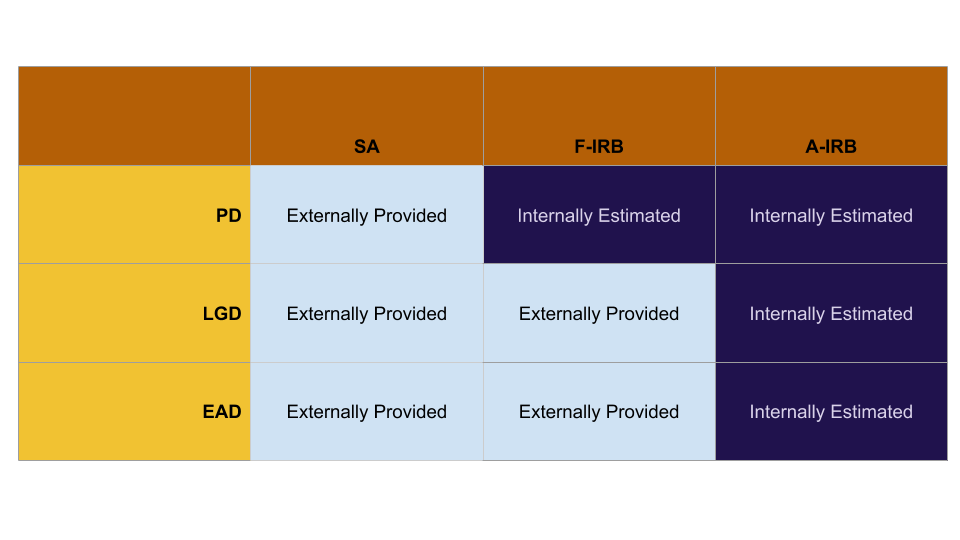 SA F-IRB A-IRB
PD Externally Provided Internally Estimated Internally Estimated
LGD Externally Provided Externally Provided Internally Estimated
EAD Externally Provided Externally Provided Internally Estimated